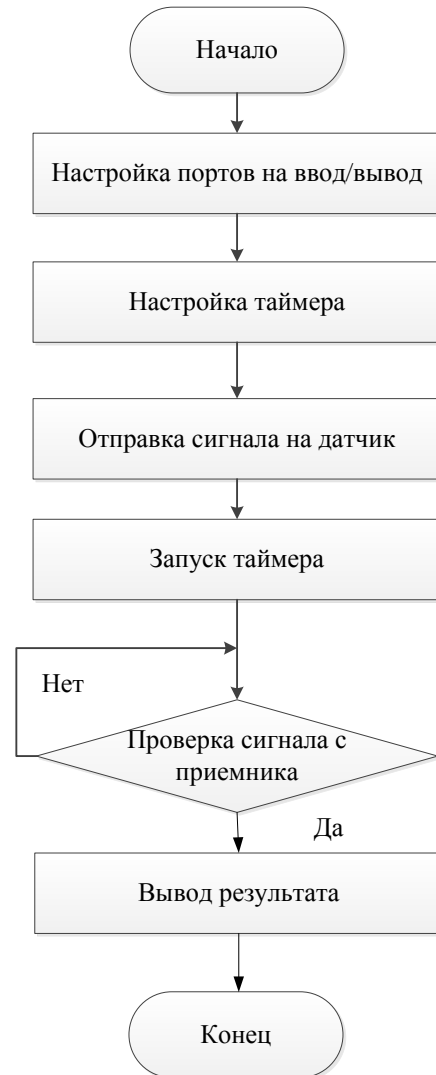 Начало
Настройка портов на ввод/вывод
Настройка таймера
Отправка сигнала на датчик
Запуск таймера
Нет
Проверка сигнала с
приемника
Да
Вывод результата
Конец